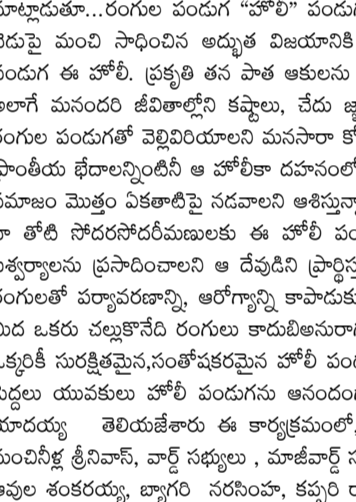 మాట్లాడుతూ...రంగుల పండుగ “హోలీ” పండుగ
చెడుపై మంచి సాధించిన అద్భుత విజయానికి
పండుగ ఈ హోలీ. ప్రకృతి తన పాత ఆకులను
అలాగే మనందరి జీవితాల్లోని కష్టాలు, చేదు
రంగుల పండుగతో వెల్లివిరియాలని మనసారా
ప్రాంతీయ భేదాలన్నింటినీ ఆ హోలీకా దహనంలో
సమాజం మొత్తం ఏకతాటిపై నడవాలని
తోటి సోదరసోదరీమణులకు ఈ హోలీ
ఐశ్వర్యాలను ప్రసాదించాలని ఆ దేవుడిని
రంగులతో పర్యావరణాన్ని, ఆరోగ్యాన్ని
మీద ఒకరు చల్లుకొనేది రంగులు కాదుబిఅనురా
ఒక్కరికీ సురక్షితమైన,సంతోషకరమైన హోలీ
పెద్దలు యువకులు హోలీ పండుగను
యాదయ్య తెలియజేశారు ఈ కార్యక్రమంలో,
మంచినీళ్ల శ్రీనివాస్, వార్డ్ సభ్యులు , మాజీవార్డ్
ఆవుల శంకరయ్య, బ్యాగరి నరసింహ, కప్పరి